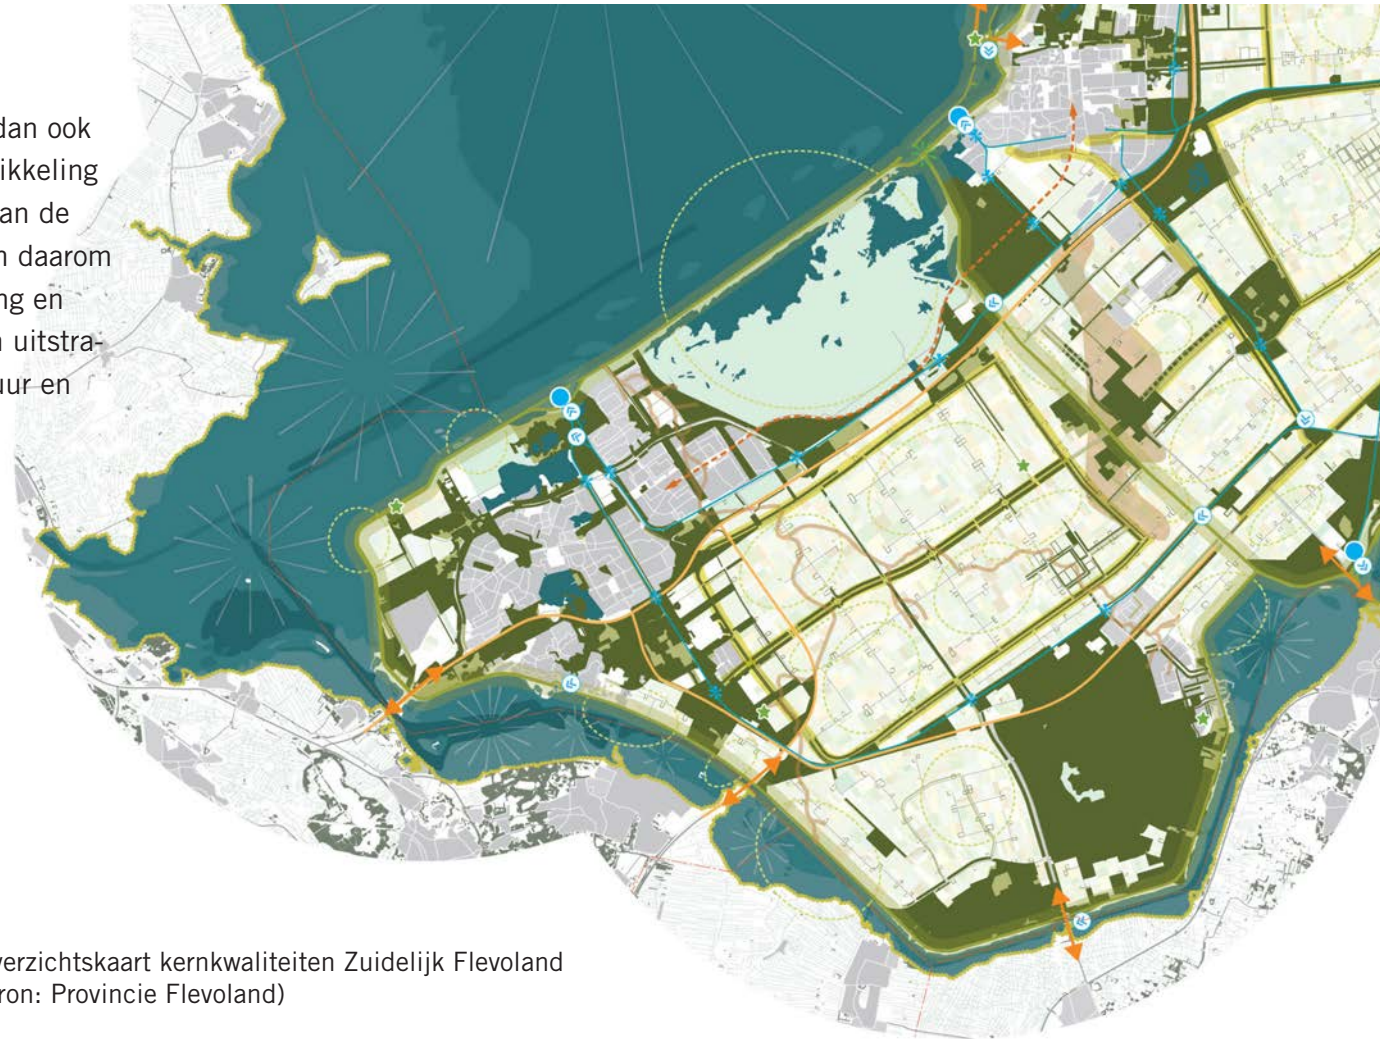 dan ook
ikkeling
an de
n daarom
ng en
n uitstra-
uur en
verzichtskaart kernkwaliteiten Zuidelijk Flevoland
ron: Provincie Flevoland)